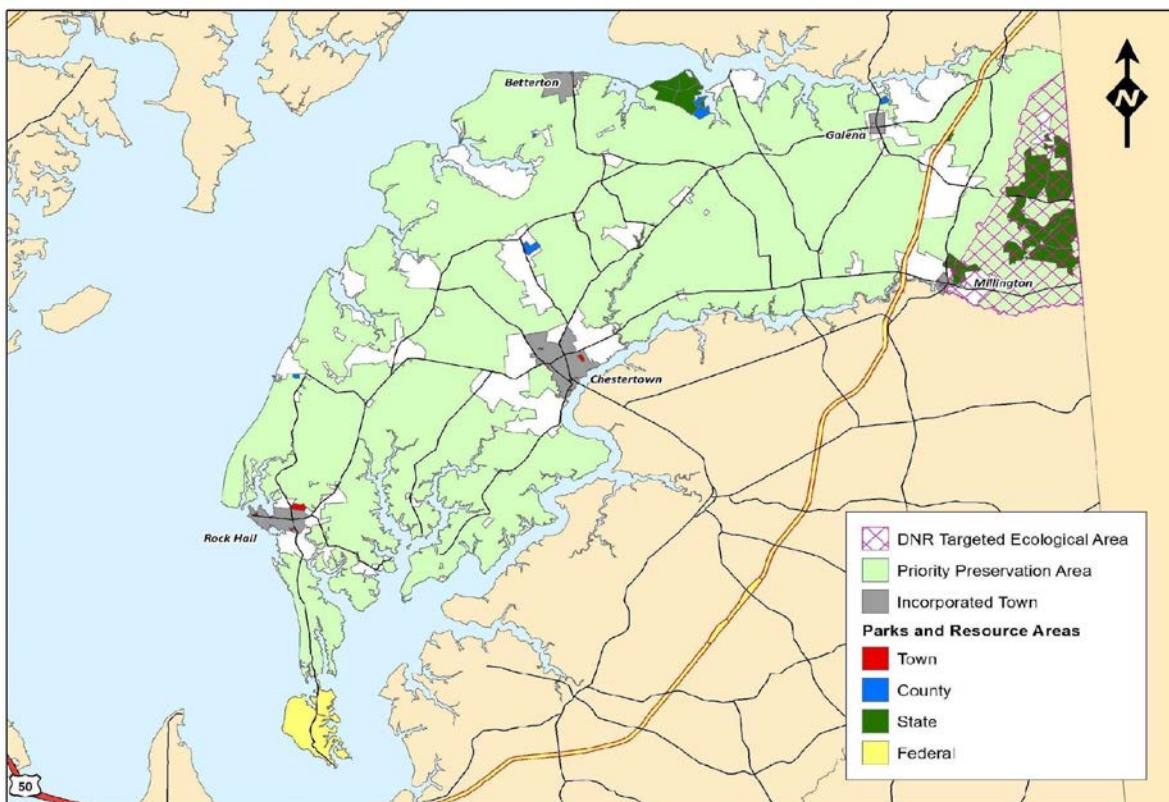 Betterton
Galena
N
Millington
Chestertown
Rock Hall
DNR Targeted Ecological Area
Priority Preservation Area
Incorporated Town
Parks and Resource Areas
Town
County
State
Federal
50